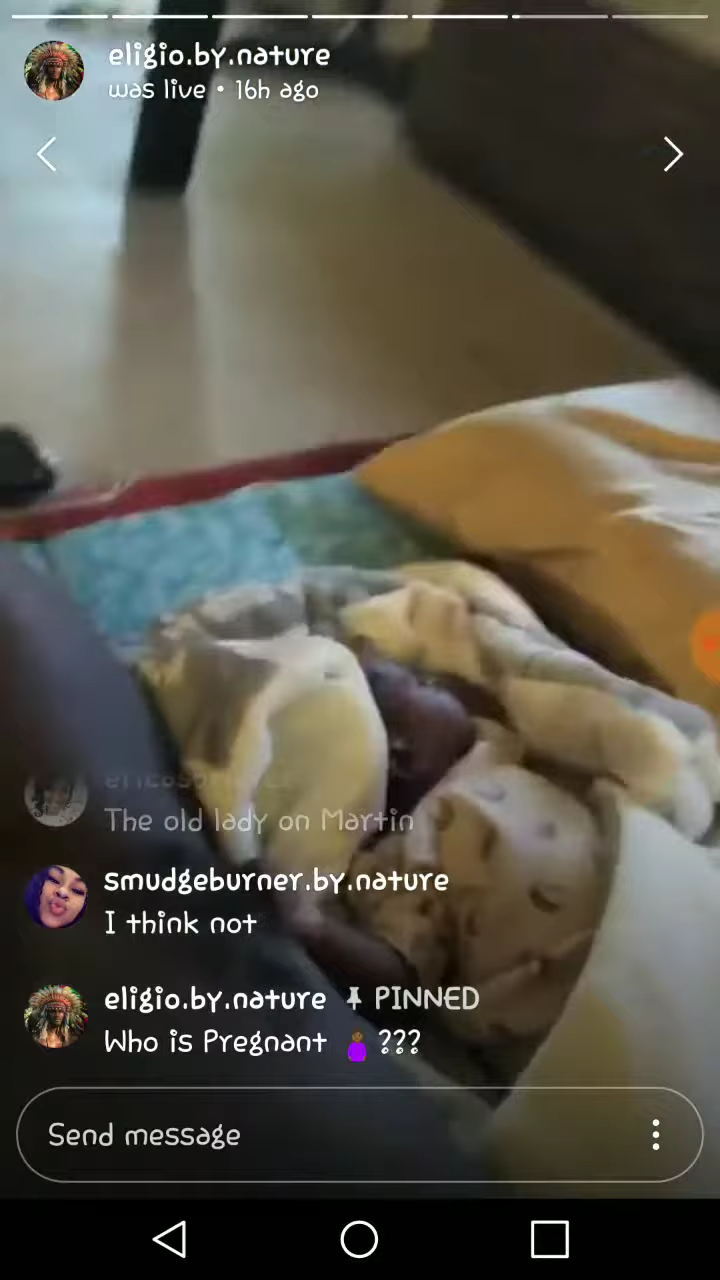 eligio.by.nature
was live • 16h ago
The old lady on Martin
smudgeburner.by.nature
I think not
eligio.by.nature PINNED
Who is Pregnant 🤰🏾 ???
Send message